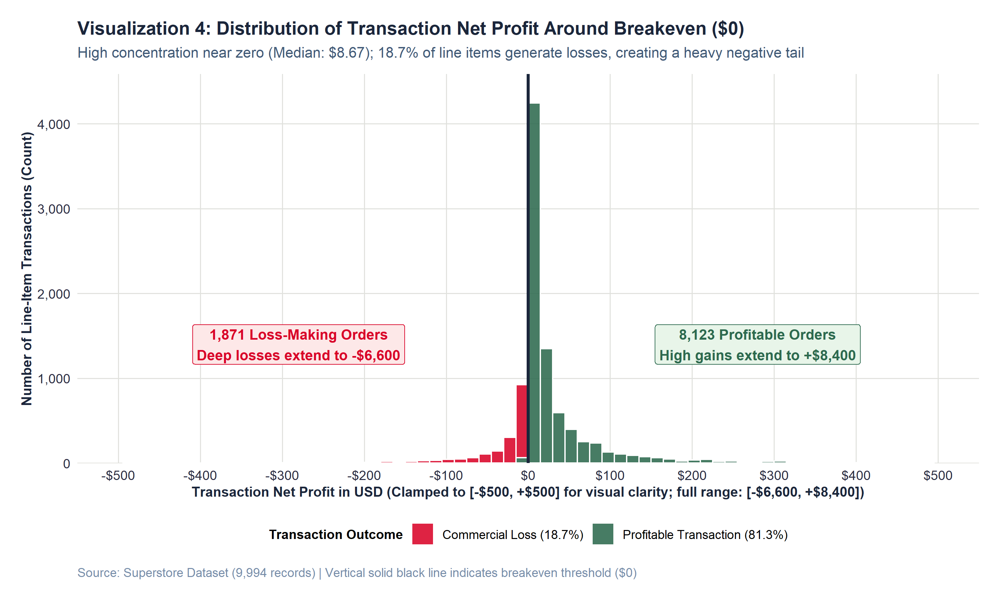 Visualization 4: Distribution of Transaction Net Profit Around Breakeven ($0)
High concentration near zero (Median: $8.67); 18.7% of line items generate losses, creating a heavy negative tail
Number of Line-Item Transactions (Count)
4,000
3,000
2,000
1,000
0
1,871 Loss-Making Orders
Deep losses extend to -$6,600
8,123 Profitable Orders
High gains extend to +$8,400
-$500 -$400 -$300 -$200 -$100 $0 $100 $200 $300 $400 $500
Transaction Net Profit in USD (Clamped to [-$500, +$500] for visual clarity; full range: [-$6,600, +$8,400])
Transaction Outcome Commercial Loss (18.7%) Profitable Transaction (81.3%)
Source: Superstore Dataset (9,994 records) | Vertical solid black line indicates breakeven threshold ($0)